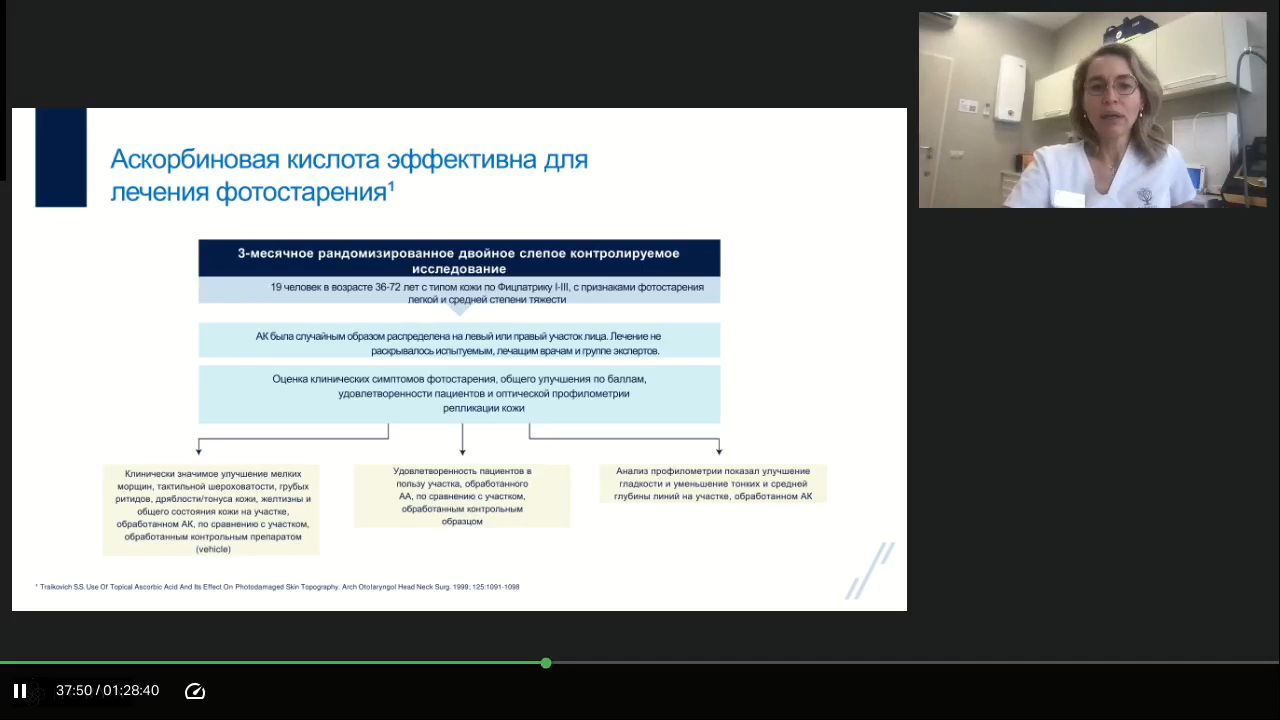 Аскорбиновая кислота эффективна для
лечения фотостарения¹
3-месячное рандомизированное двойное слепое контролируемое
исследование
19 человек в возрасте 36-72 лет с типом кожи по Фицпатрику I-III, с признаками фотостарения
легкой и средней степени тяжести
АК была случайным образом распределена на левый или правый участок лица. Лечение не
раскрывалось испытуемым, лечащим врачам и группе экспертов.
Оценка клинических симптомов фотостарения, общего улучшения по баллам,
удовлетворенности пациентов и оптической профилометрии
репликации кожи
Клинически значимое улучшение мелких
морщин, тактильной шероховатости, грубых
ритидов, дряблости/тонуса кожи, желтизны и
общего состояния кожи на участке,
обработанном АК, по сравнению с участком,
обработанным контрольным препаратом
(vehicle)
Удовлетворенность пациентов в
пользу участка, обработанного
АА, по сравнению с участком,
обработанным контрольным
образцом
Анализ профилометрии показал улучшение
гладкости и уменьшение тонких и средней
глубины линий на участке, обработанном АК
¹ Traikovich S.S. Use Of Topical Ascorbic Acid And Its Effect On Photodamaged Skin Topography. Arch Otolaryngol Head Neck Surg. 1999; 125:1091-1098
37:50 / 01:28:40